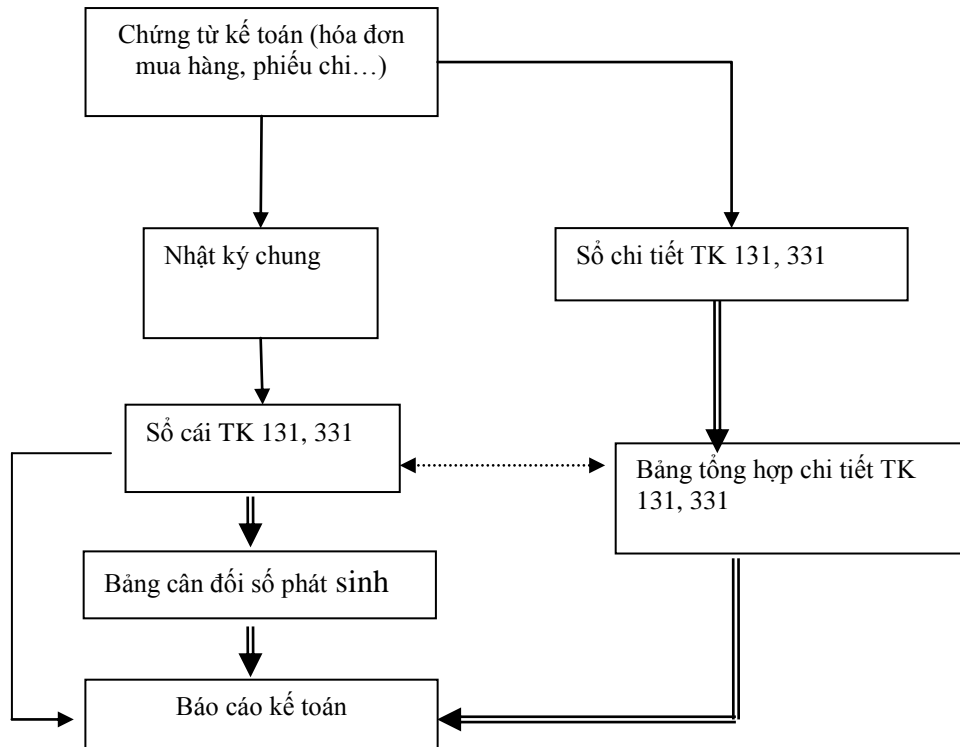 Chứng từ kế toán (hóa đơn
mua hàng, phiếu chi…)
Nhật ký chung
Sổ chi tiết TK 131, 331
Sổ cái TK 131, 331
Bảng tổng hợp chi tiết TK
131, 331
Bảng cân đối số phát sinh
Báo cáo kế toán